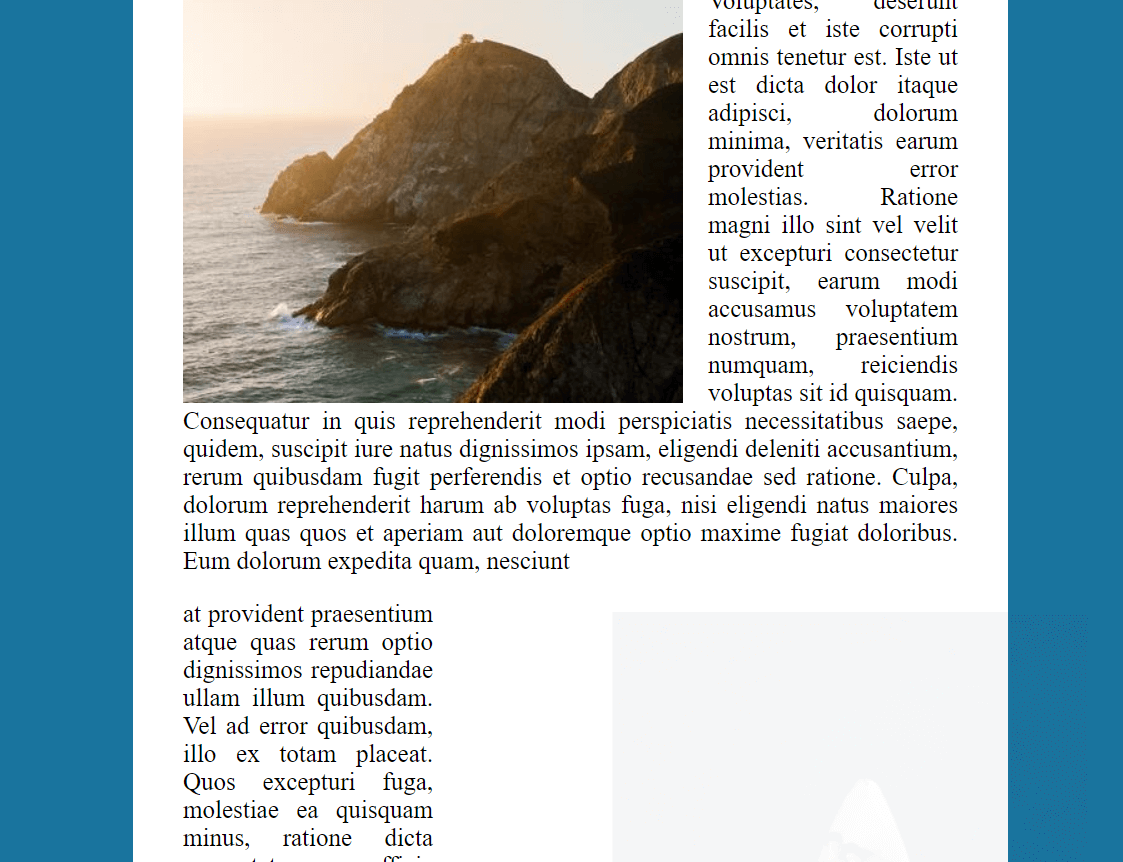 Voluptates, deserunt
facilis et iste corrupti
omnis tenetur est. Iste ut
est dicta dolor itaque
adipisci, dolorum
minima, veritatis earum
provident error
molestias. Ratione
magni illo sint vel velit
ut excepturi consectetur
suscipit, earum modi
accusamus voluptatem
nostrum, praesentium
numquam, reiciendis
voluptas sit id quisquam.
Consequatur in quis reprehenderit modi perspiciatis necessitatibus saepe,
quidem, suscipit iure natus dignissimos ipsam, eligendi deleniti accusantium,
rerum quibusdam fugit perferendis et optio recusandae sed ratione. Culpa,
dolorum reprehenderit harum ab voluptas fuga, nisi eligendi natus maiores
illum quas quos et aperiam aut doloremque optio maxime fugiat doloribus.
Eum dolorum expedita quam, nesciunt
at provident praesentium
atque quas rerum optio
dignissimos repudiandae
ullam illum quibusdam.
Vel ad error quibusdam,
illo ex totam placeat.
Quos excepturi fuga,
molestiae ea quisquam
minus, ratione dicta